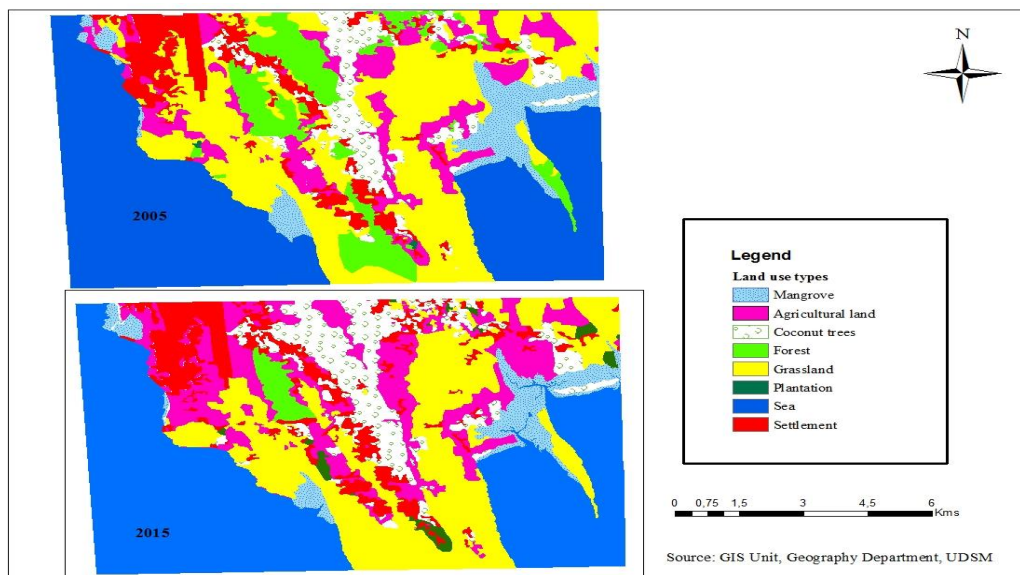 N
2005
2015
Legend
Land use types
Mangrove
Agricultural land
Coconut trees
Forest
Grassland
Plantation
Sea
Settlement
0 0,75 1,5 3 4,5 6
Kms
Source: GIS Unit, Geography Department, UDSM